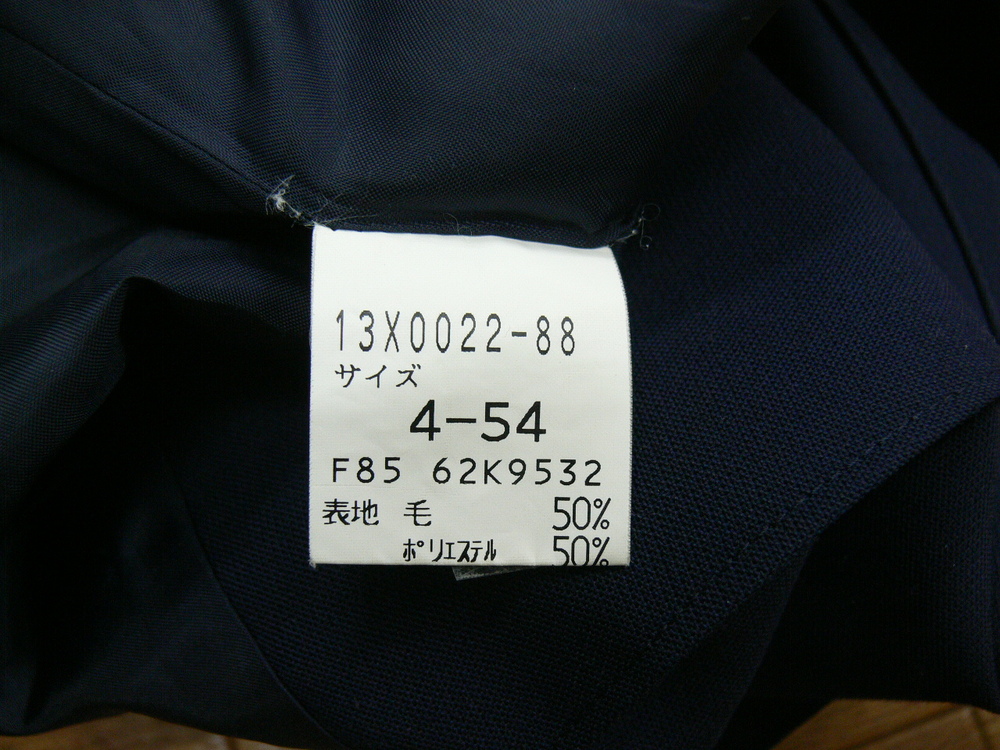 13X0022-88
サイズ
4-54
F85 62K9532
表地 毛 50%
ポリエステル 50%